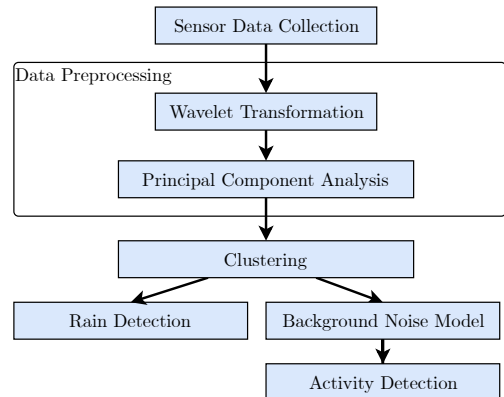 Sensor Data Collection
Data Preprocessing
Wavelet Transformation
Principal Component Analysis
Clustering
Rain Detection
Background Noise Model
Activity Detection